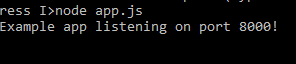 ress I>node app.js
Example app listening on port 8000!